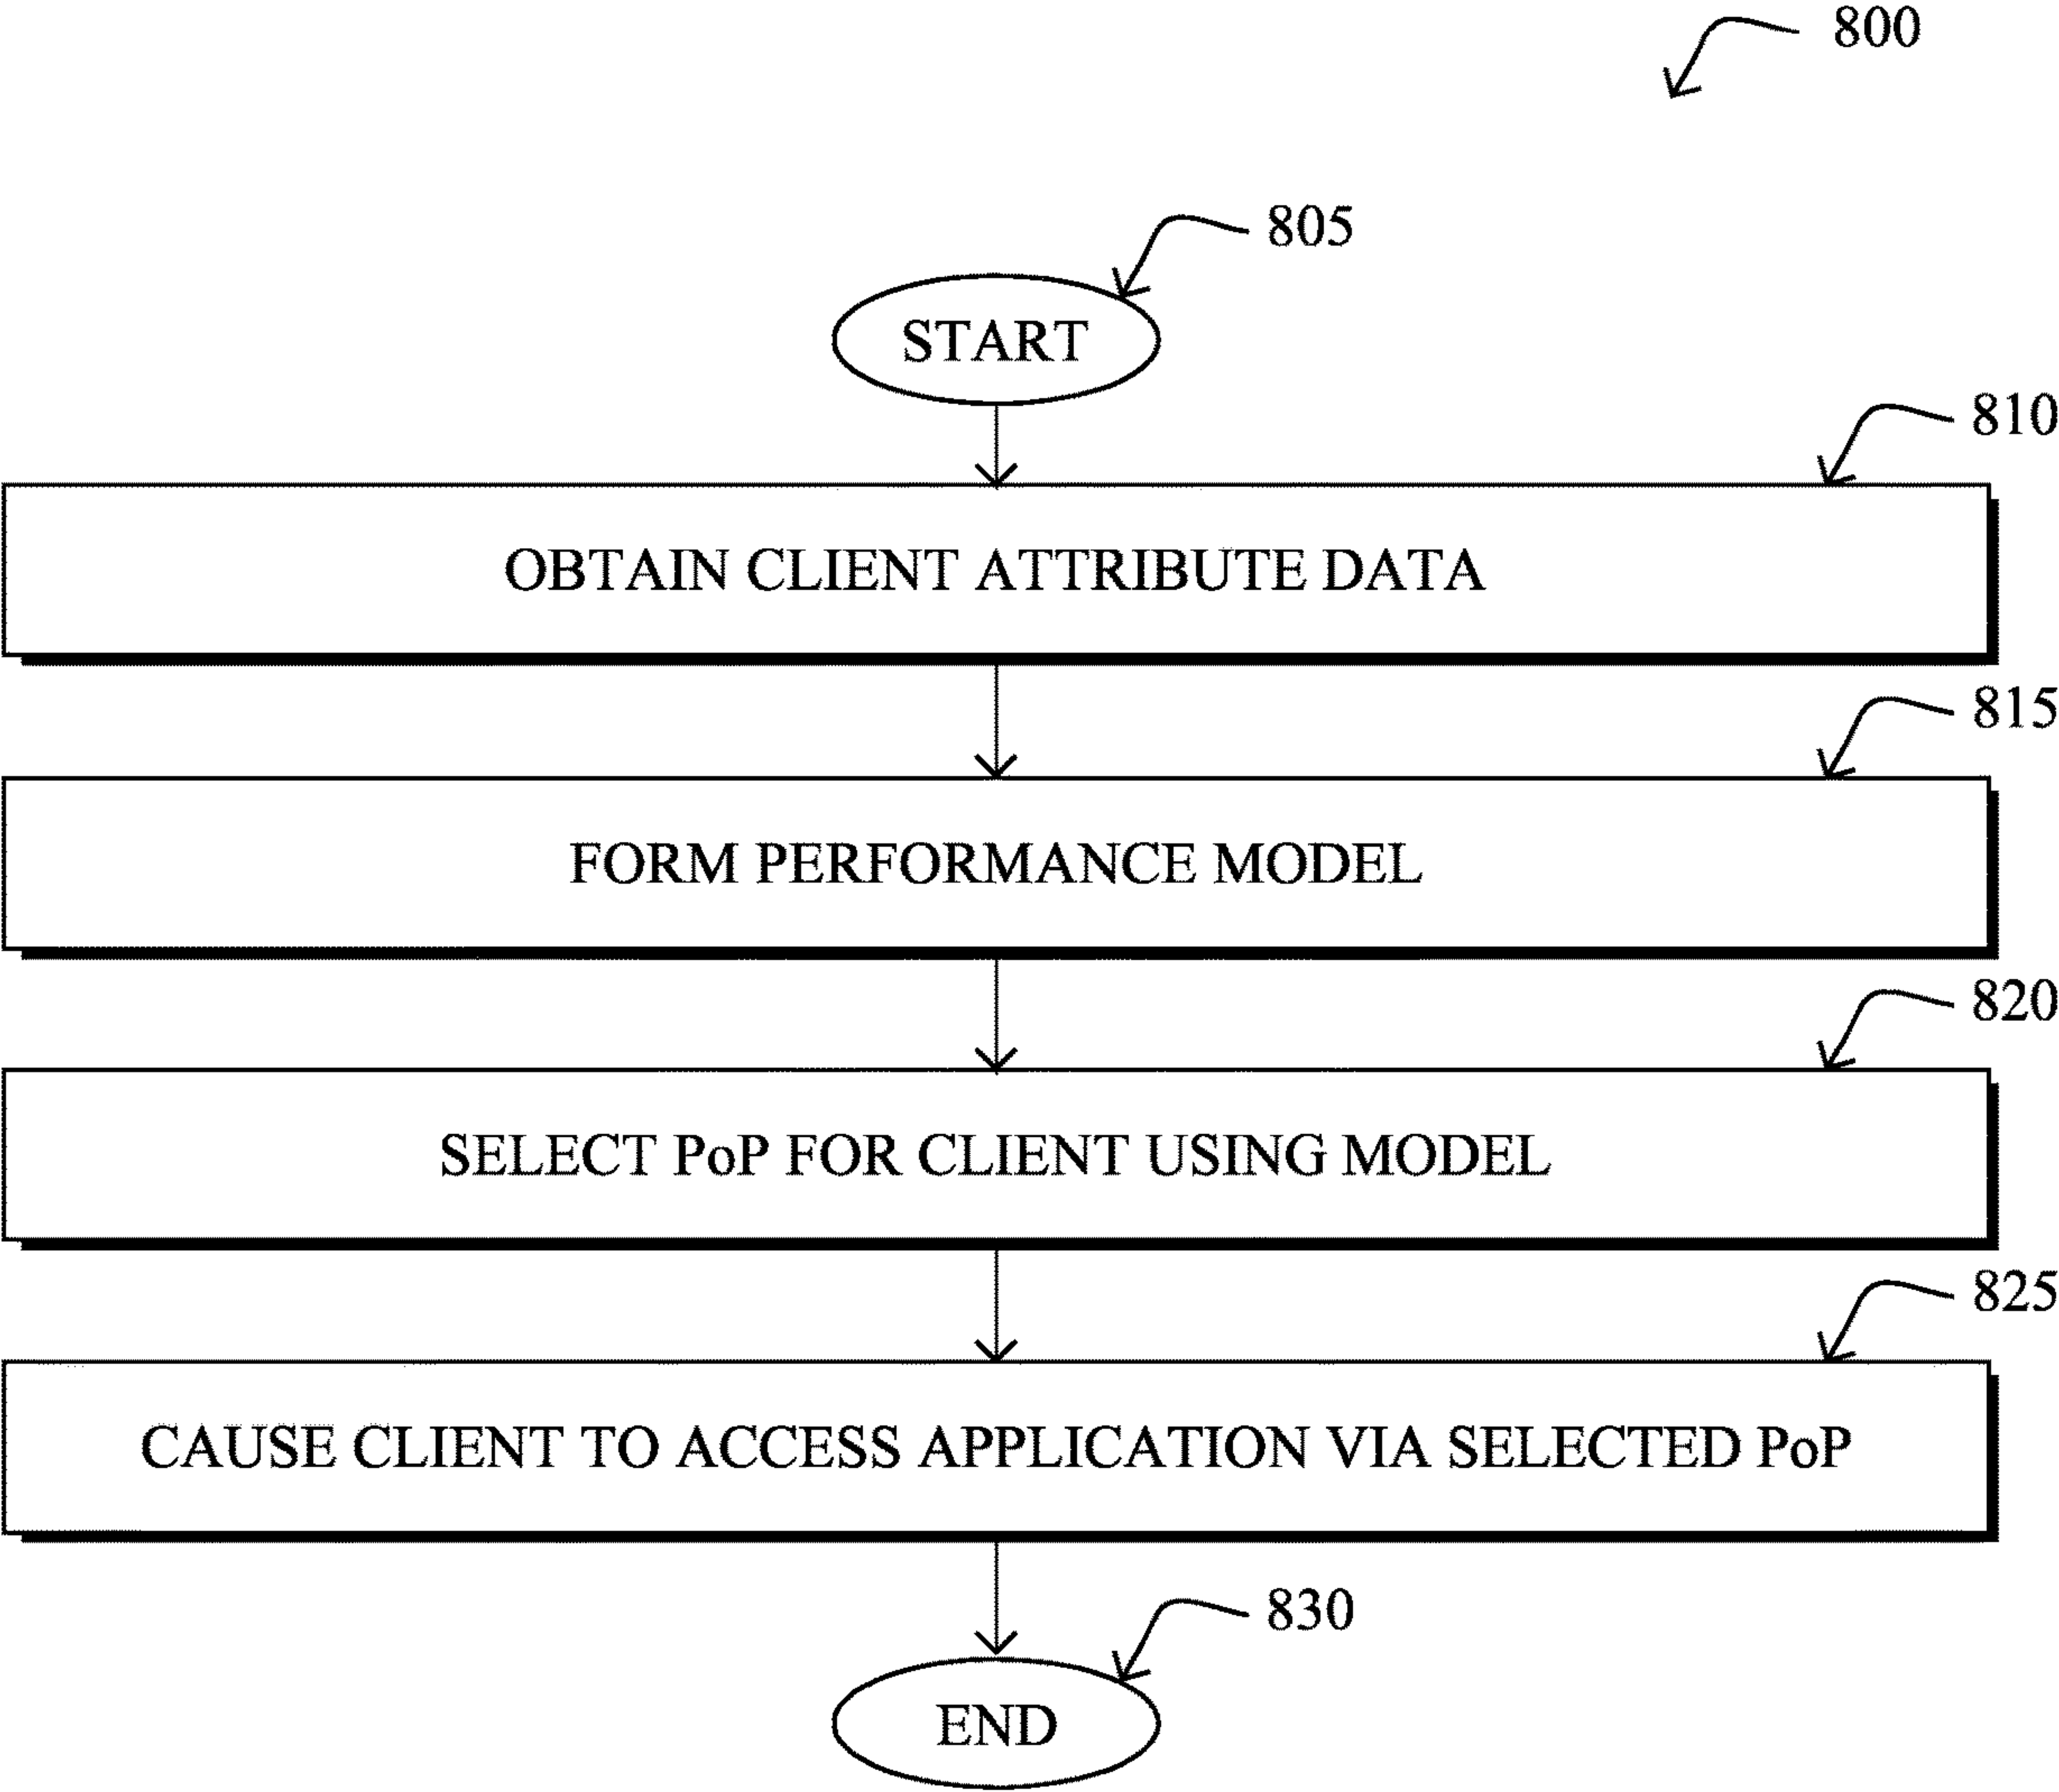 800
805
START
810
OBTAIN CLIENT ATTRIBUTE DATA
815
FORM PERFORMANCE MODEL
820
SELECT PoP FOR CLIENT USING MODEL
825
CAUSE CLIENT TO ACCESS APPLICATION VIA SELECTED PoP
830
END